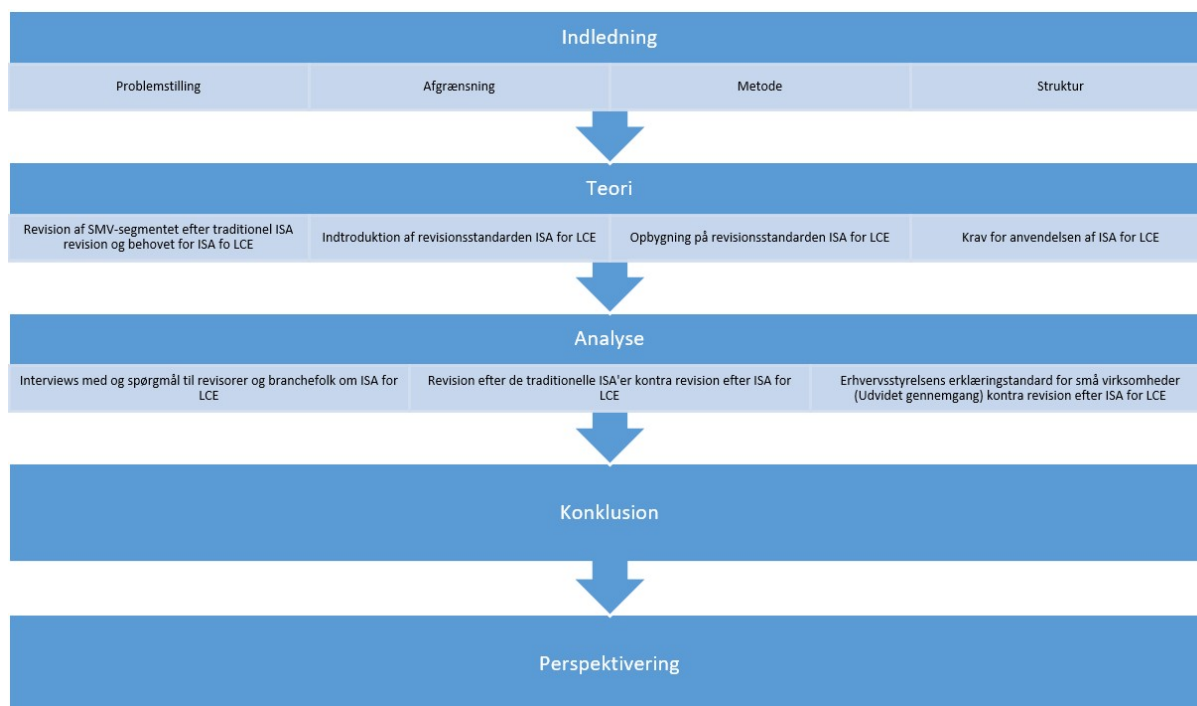 Indledning
Problemstilling
Afgrænsning
Metode
Struktur
Teori
Revision af SMV-segmentet efter traditionel ISA
revision og behovet for ISA fo LCE
Indtroduktion af revisionsstandarden ISA for LCE
Opbygning på revisionsstandarden ISA for LCE
Krav for anvendelsen af ISA for LCE
Analyse
Interviews med og spørgmål til revisorer og branchefolk om ISA for
LCE
Revision efter de traditionelle ISA'er kontra revision efter ISA for
LCE
Erhvervsstyrelsens erklæringstandard for små virksomheder
(Udvidet gennemgang) kontra revision efter ISA for LCE
Konklusion
Perspektivering